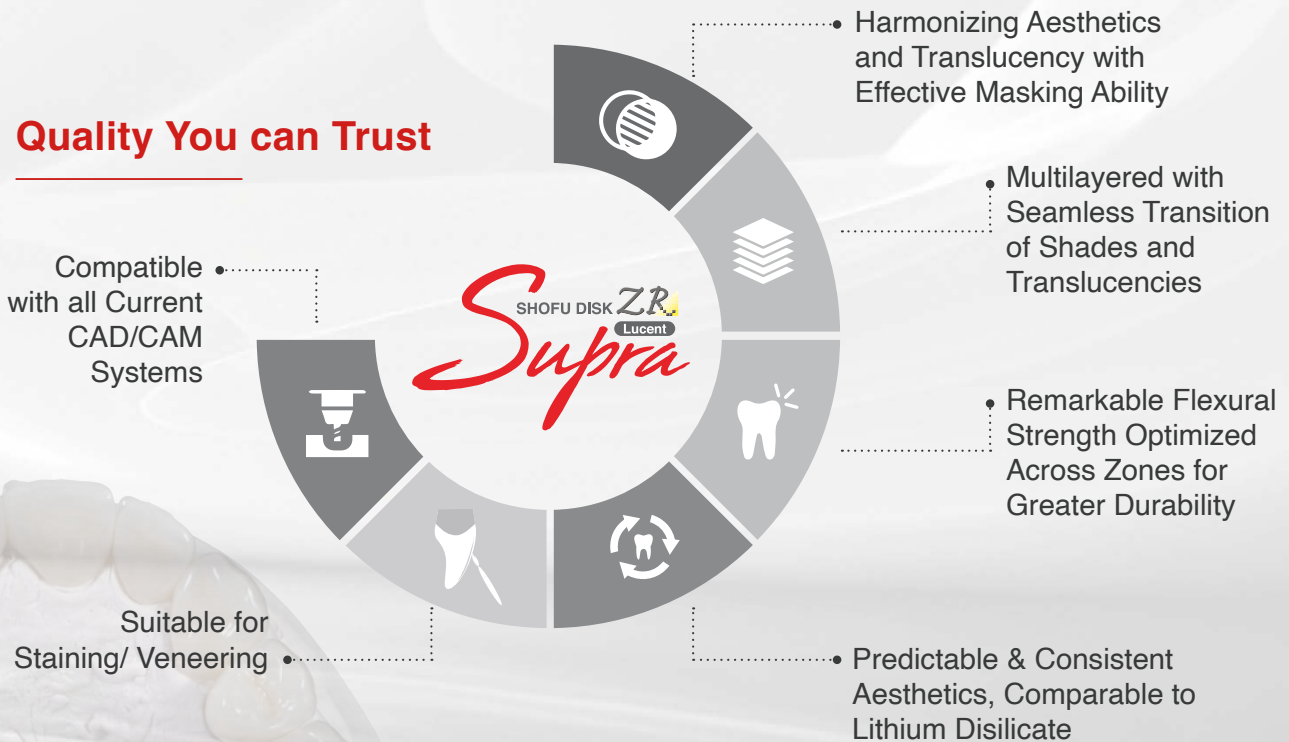 Quality You can Trust
Harmonizing Aesthetics
and Translucency with
Effective Masking Ability
Multilayered with
Seamless Transition
of Shades and
Translucencies
Remarkable Flexural
Strength Optimized
Across Zones for
Greater Durability
Predictable & Consistent
Aesthetics, Comparable to
Lithium Disilicate
Suitable for
Staining/ Veneering
Compatible
with all Current
CAD/CAM
Systems
SHOFU DISK ZR
Lucent
Supra